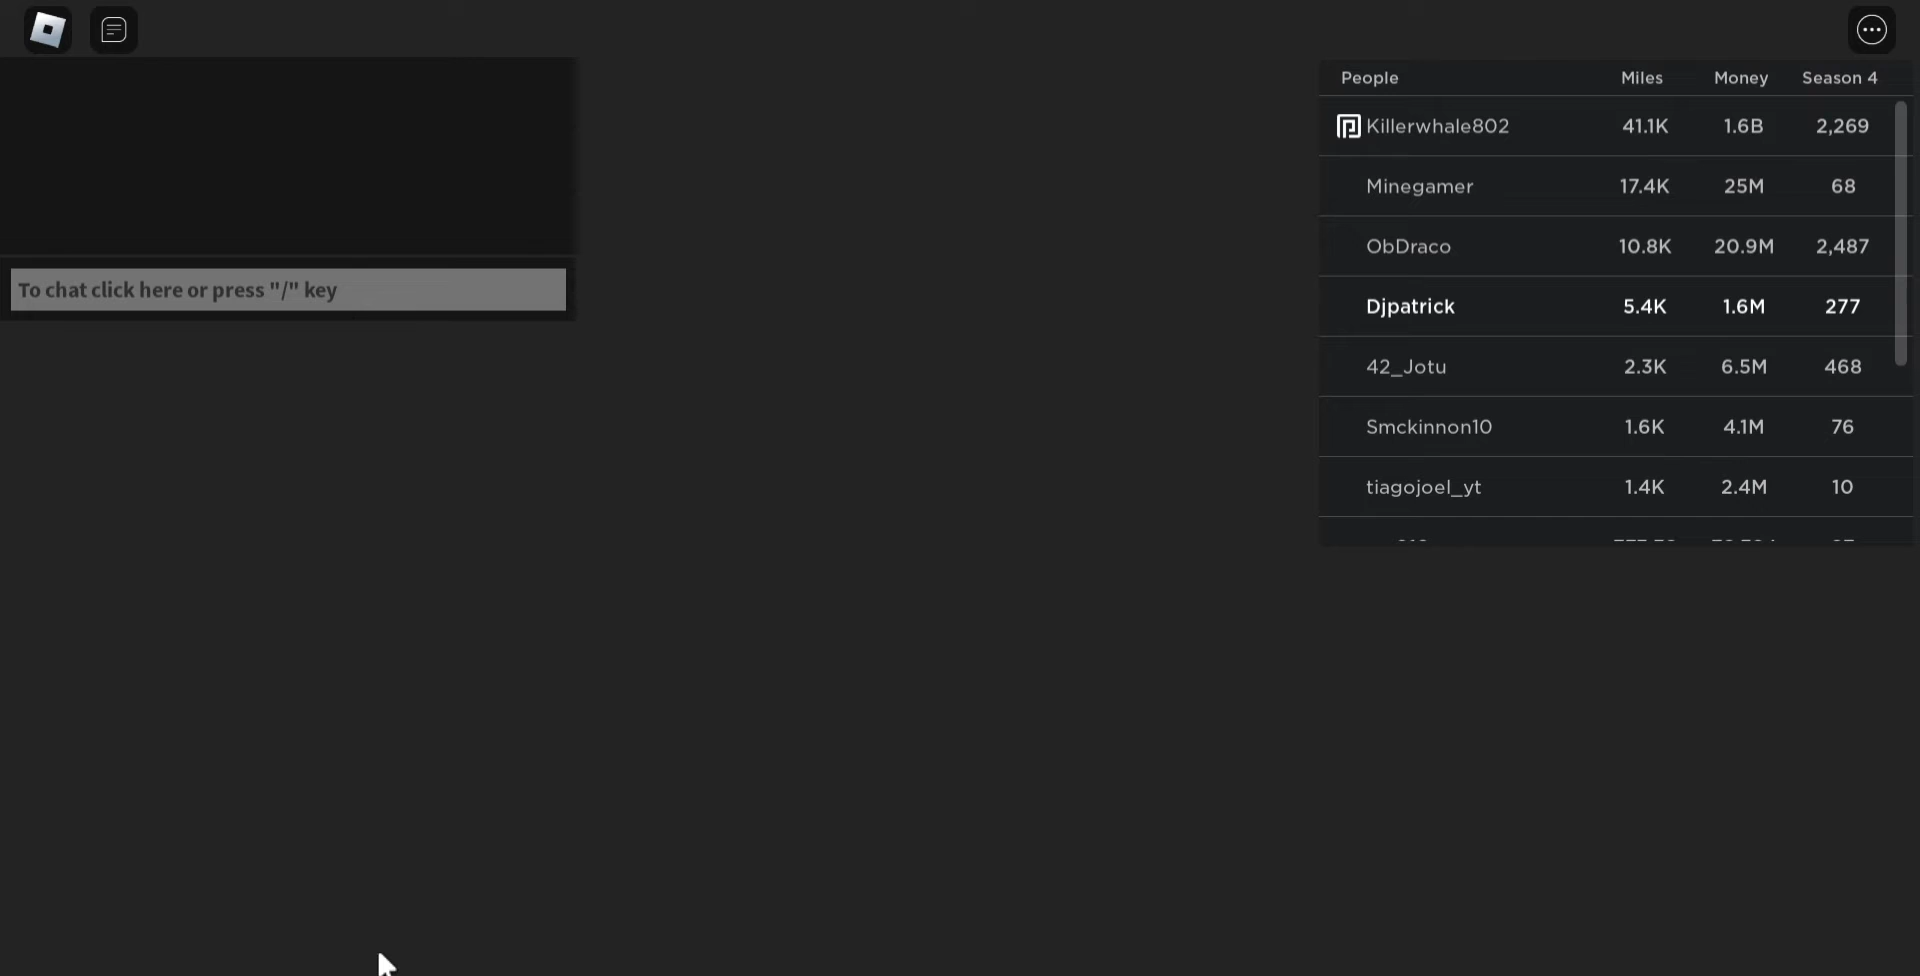 To chat click here or press "/" key
People Miles Money Season 4
Killerwhale802 41.1K 1.6B 2,269
Minegamer 17.4K 25M 68
ObDraco 10.8K 20.9M 2,487
Djpatrick 5.4K 1.6M 277
42_Jotu 2.3K 6.5M 468
Smckinnon10 1.6K 4.1M 76
tiagojoel_yt 1.4K 2.4M 10